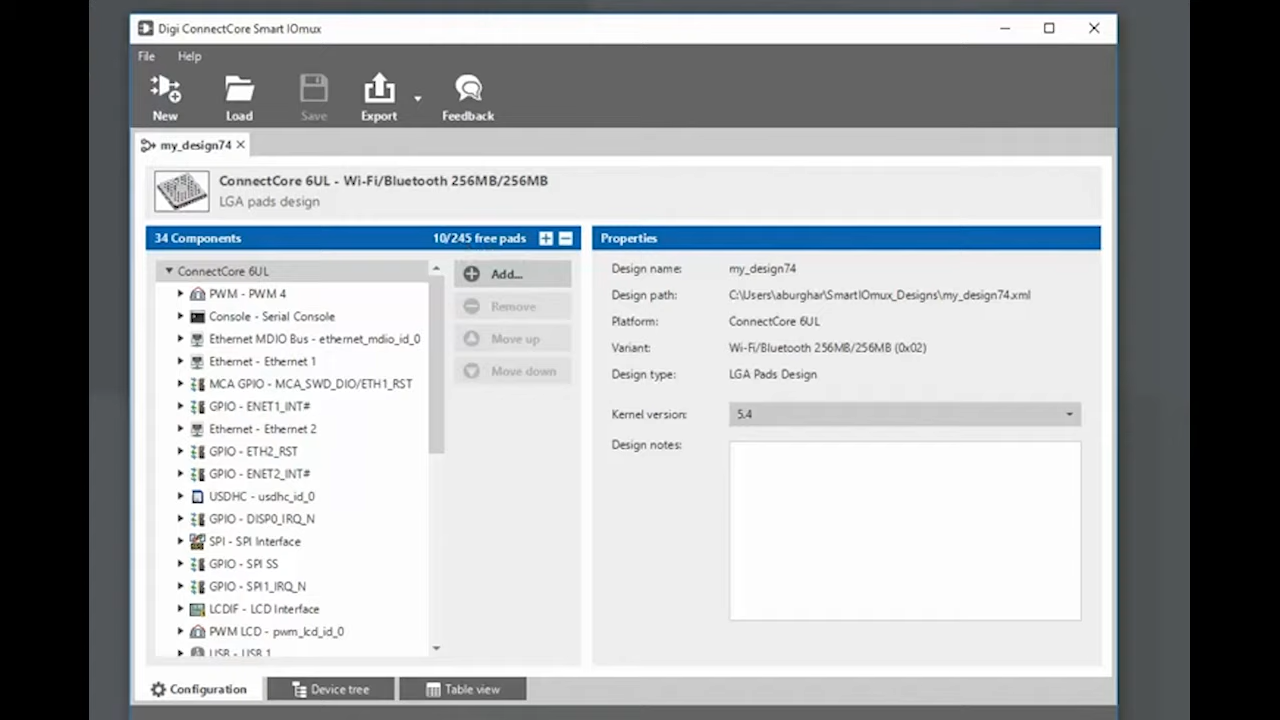 Digi ConnectCore Smart IOmux
File Help
New Load Save Export Feedback
my_design74
ConnectCore 6UL - Wi-Fi/Bluetooth 256MB/256MB
LGA pads design
34 Components 10/245 free pads
ConnectCore 6UL
PWM - PWM 4
Console - Serial Console
Ethernet MDIO Bus - ethernet_mdio_id_0
Ethernet - Ethernet 1
MCA GPIO - MCA_SWD_DIO/ETH1_RST
GPIO - ENET1_INT#
Ethernet - Ethernet 2
GPIO - ETH2_RST
GPIO - ENET2_INT#
USDHC - usdhc_id_0
GPIO - DISP0_IRQ_N
SPI - SPI Interface
GPIO - SPI SS
GPIO - SPI1_IRQ_N
LCDIF - LCD Interface
PWM LCD - pwm_lcd_id_0
USB - USB 1
Add...
Remove
Move up
Move down
Properties
Design name: my_design74
Design path: C:\Users\aburghar\SmartIOmux_Designs\my_design74.xml
Platform: ConnectCore 6UL
Variant: Wi-Fi/Bluetooth 256MB/256MB (0x02)
Design type: LGA Pads Design
Kernel version: 5.4
Design notes:
Configuration Device tree Table view